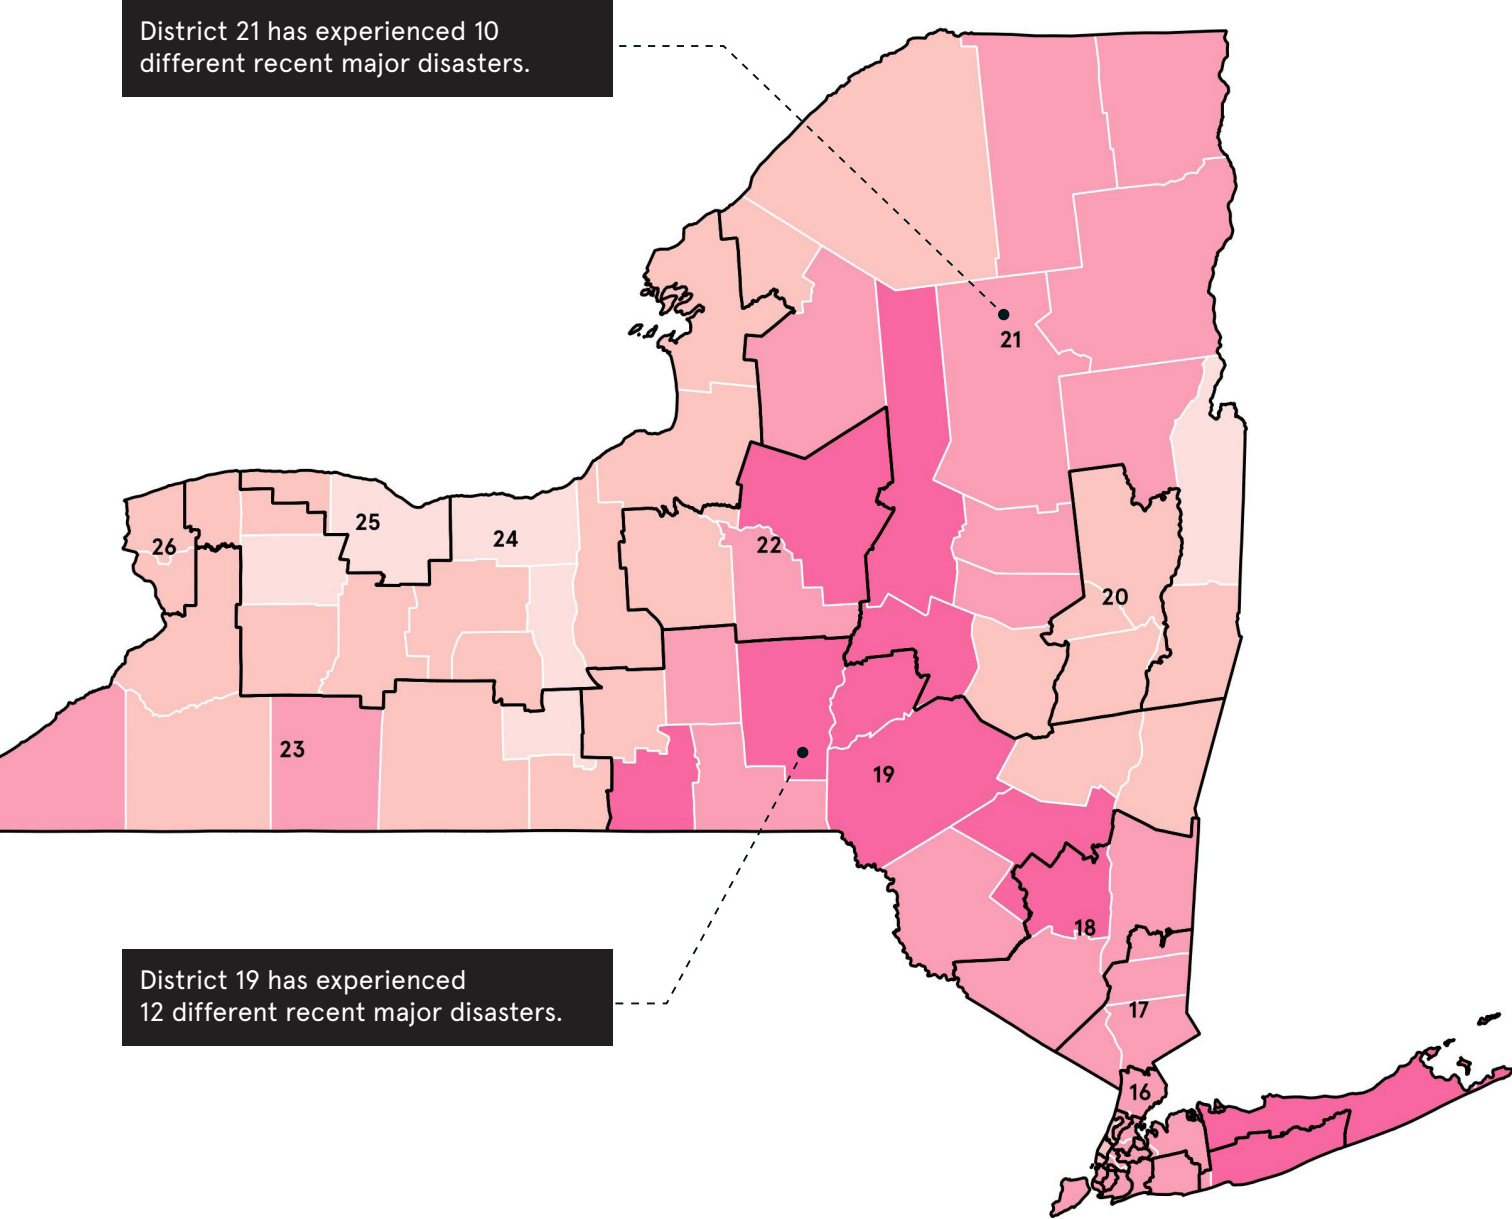 District 21 has experienced 10
different recent major disasters.
21
25
24
26
22
20
23
19
18
District 19 has experienced
12 different recent major disasters.
17
16